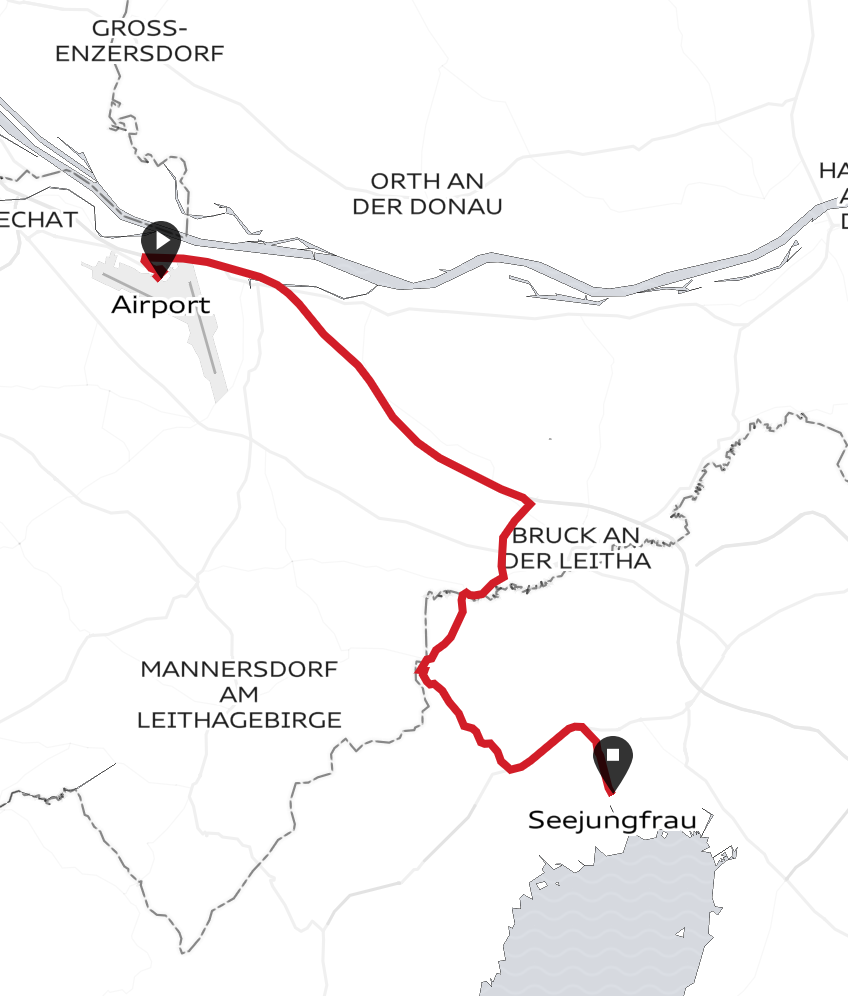 GROSS-
ENZERSDORF
ORTH AN
DER DONAU
HA
A
D
ECHAT
Airport
BRUCK AN
DER LEITHA
MANNERSDORF
AM
LEITHAGEBIRGE
Seejungfrau